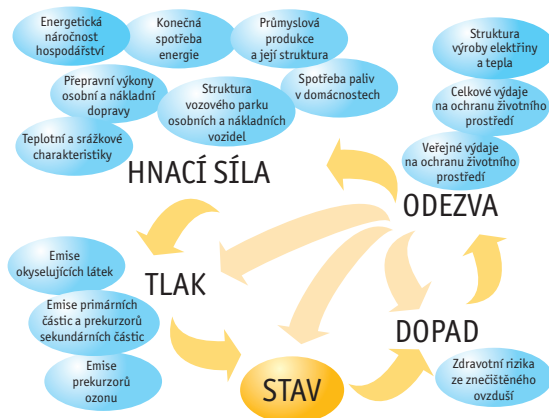 Energetická
náročnost
hospodářství
Konečná
spotřeba
energie
Průmyslová
produkce
a její struktura
Přepravní výkony
osobní a nákladní
dopravy
Struktura
vozového parku
osobních a nákladních
vozidel
Spotřeba paliv
v domácnostech
Teplotní a srážkové
charakteristiky
Struktura
výroby elektřiny
a tepla
Celkové výdaje
na ochranu životního
prostředí
Veřejné výdaje
na ochranu životního
prostředí
HNACÍ SÍLA
ODEZVA
Emise
okyselujících látek
Emise primárních
částic a prekurzorů
sekundárních částic
Emise
prekurzorů
ozonu
TLAK
STAV
DOPAD
Zdravotní rizika
ze znečištěného
ovzduší